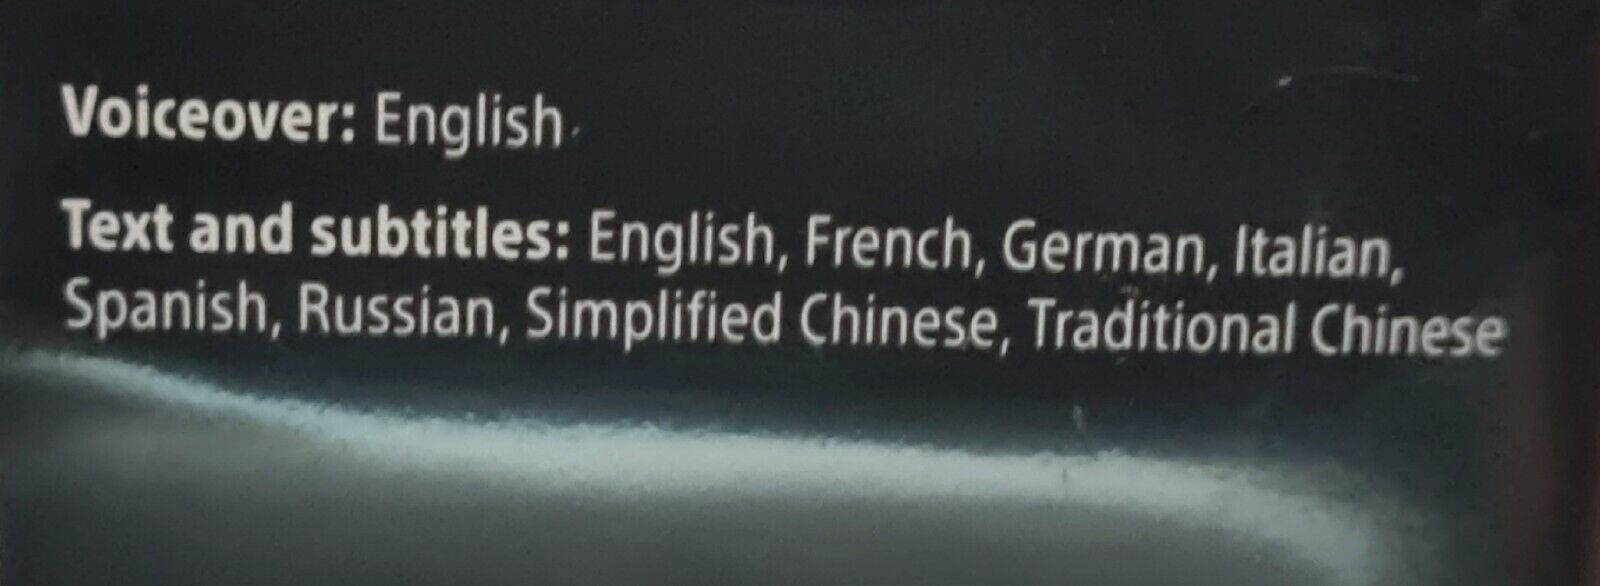 Voiceover: English
Text and subtitles: English, French, German, Italian,
Spanish, Russian, Simplified Chinese, Traditional Chinese